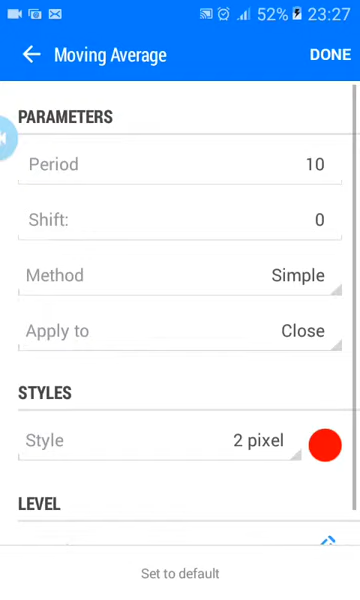 52% 23:27
Moving Average DONE
PARAMETERS
Period 10
Shift: 0
Method Simple
Apply to Close
STYLES
Style 2 pixel
LEVEL
Set to default